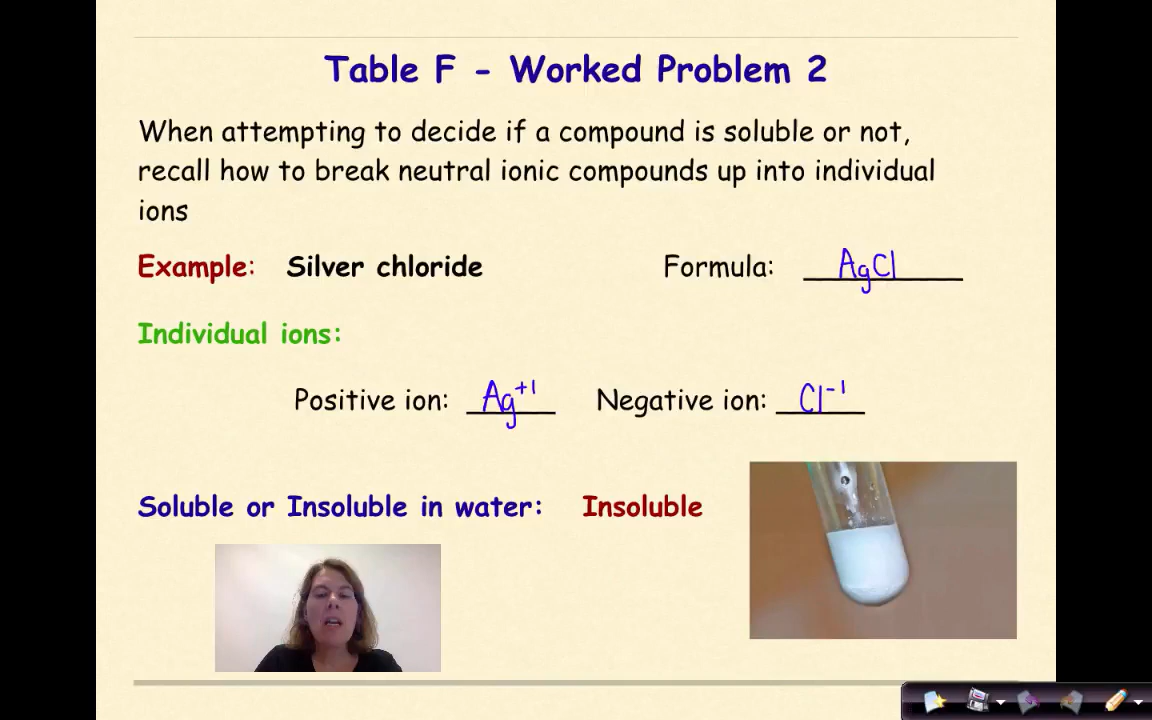 Table F - Worked Problem 2
When attempting to decide if a compound is soluble or not,
recall how to break neutral ionic compounds up into individual
ions
Example: Silver chloride Formula: AgCl
Individual ions:
Positive ion: Ag⁺¹ Negative ion: Cl⁻¹
Soluble or Insoluble in water: Insoluble